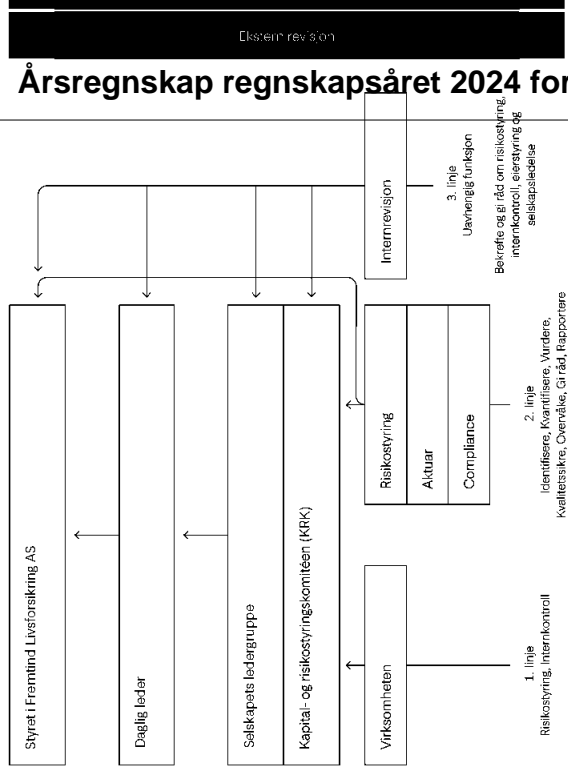 Ekstern revisjon
Årsregnskap regnskapsåret 2024 for
Styret i Fremtind Livsforsikring AS
Daglig leder
Selskapets ledergruppe
Kapital- og risikostyringskomitéen (KRK)
Virksomheten
Risikostyring
Aktuar
Compliance
Internrevisjon
1. linje
Risikostyring, Internkontroll
2. linje
Identifisere, Kvantifisere, Vurdere,
Kvalitetssikre, Overvåke, Gi råd, Rapportere
3. linje
Uavhengig funksjon
Bekrefte og gi råd om risikostyring,
internkontroll, eierstyring og
selskapsledelse